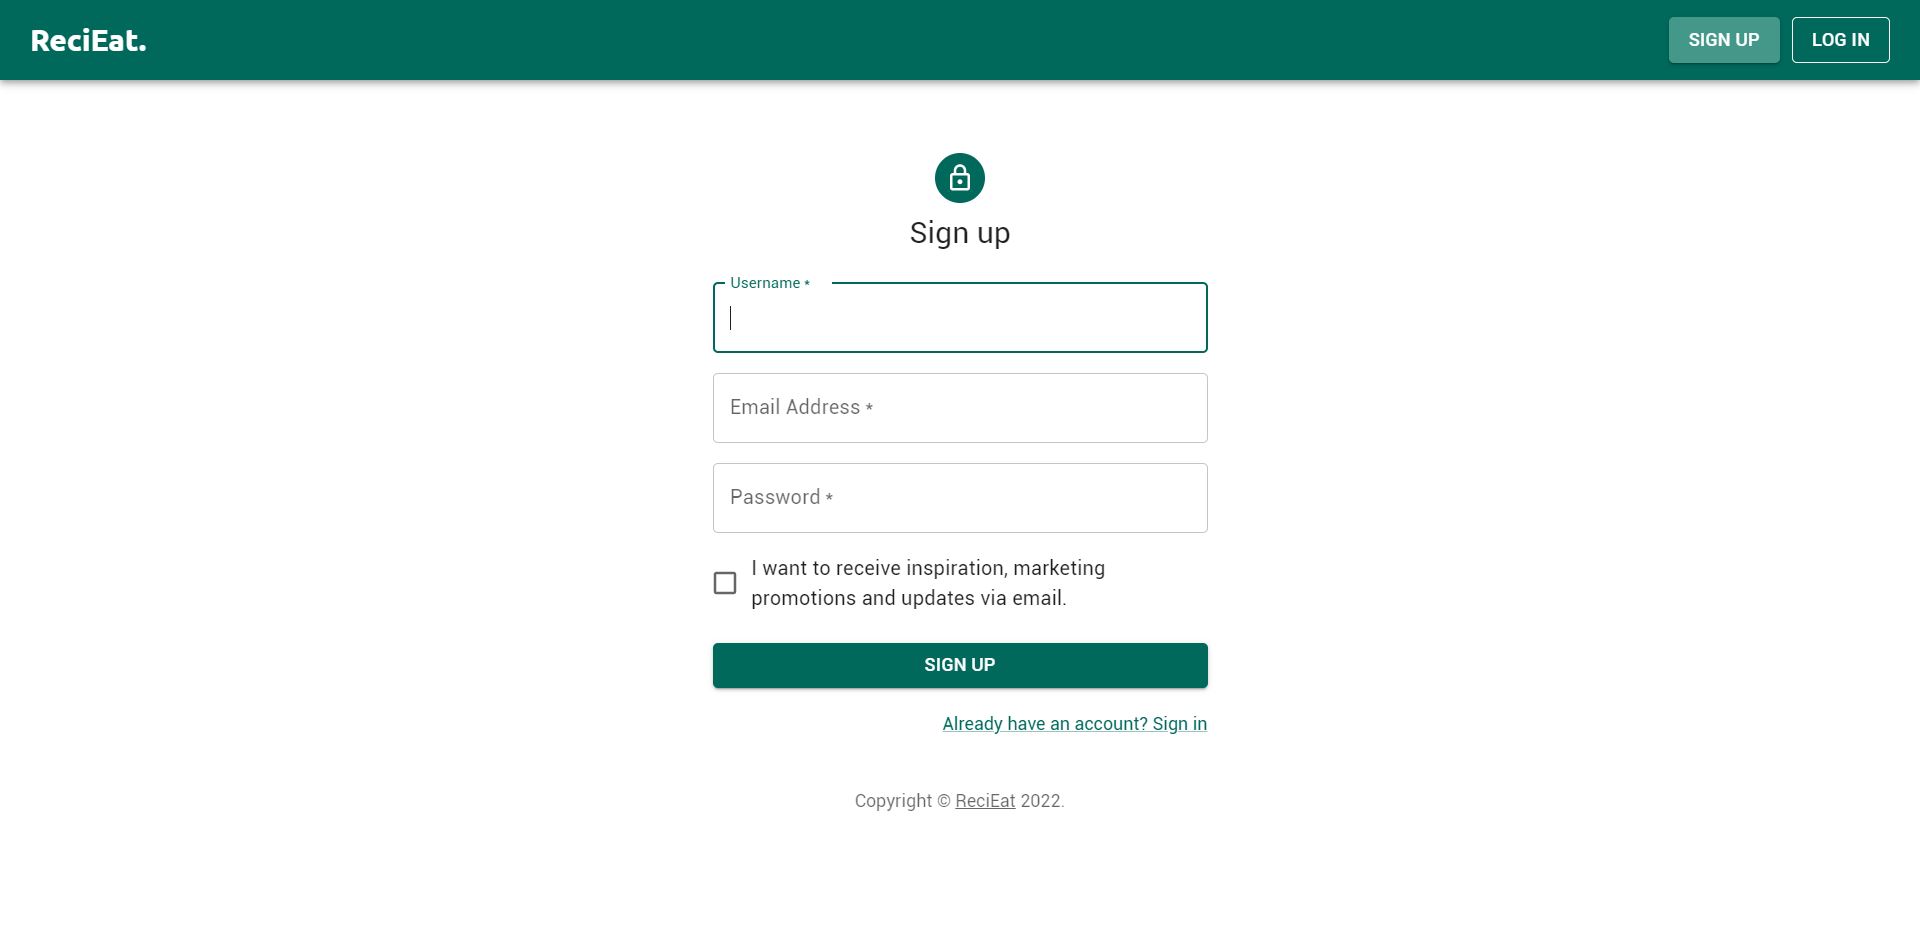 ReciEat.
SIGN UP
LOG IN
Sign up
Username *
Email Address *
Password *
I want to receive inspiration, marketing
promotions and updates via email.
SIGN UP
Already have an account? Sign in
Copyright © ReciEat 2022.